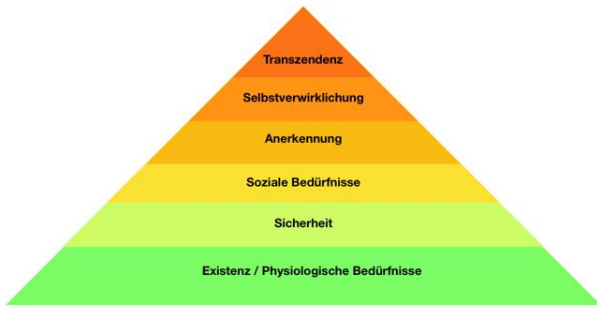 Transzendenz
Selbstverwirklichung
Anerkennung
Soziale Bedürfnisse
Sicherheit
Existenz / Physiologische Bedürfnisse